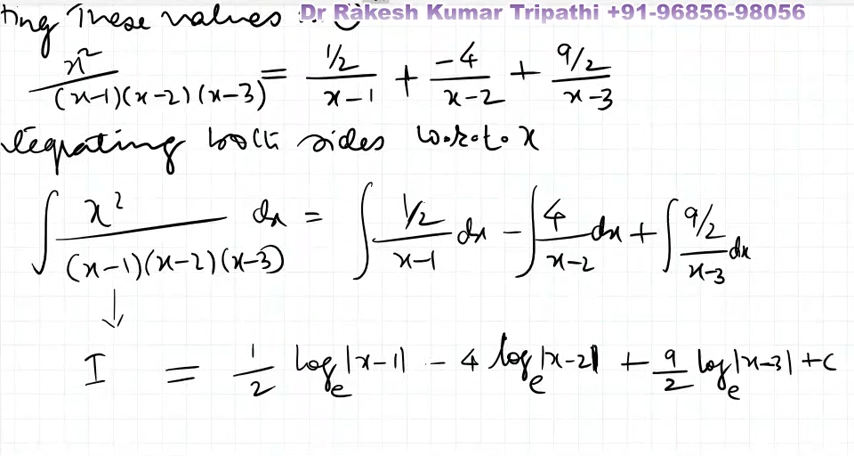 ting These values ... Dr Rakesh Kumar Tripathi +91-96856-98056
x²/((x-1)(x-2)(x-3)) = (1/2)/(x-1) + (-4)/(x-2) + (9/2)/(x-3)
tegrating both sides w.r.to. x
∫ x²/((x-1)(x-2)(x-3)) dx = ∫ (1/2)/(x-1) dx - ∫ 4/(x-2) dx + ∫ (9/2)/(x-3) dx
↓
I = 1/2 logₑ|x-1| - 4 logₑ|x-2| + 9/2 logₑ|x-3| + c